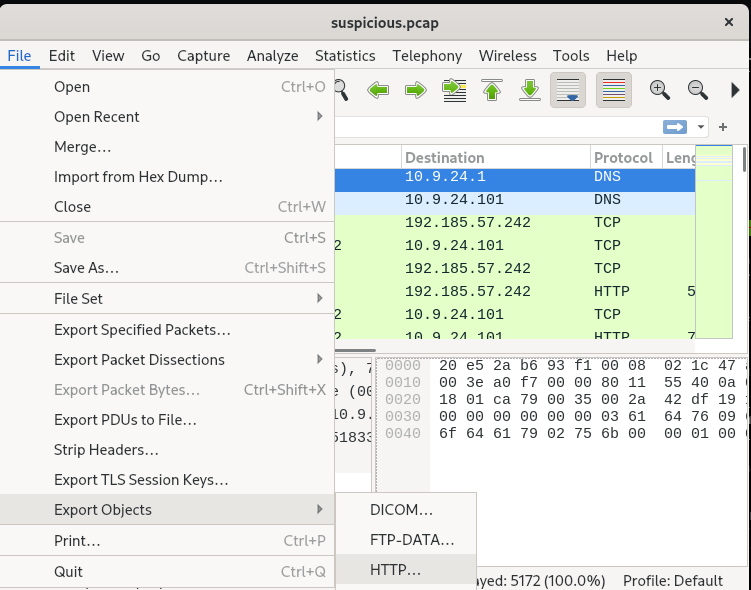 suspicious.pcap ×
File Edit View Go Capture Analyze Statistics Telephony Wireless Tools Help
Open Ctrl+O
Open Recent
Merge…
Import from Hex Dump…
Close Ctrl+W
Save Ctrl+S
Save As… Ctrl+Shift+S
File Set
Export Specified Packets…
Export Packet Dissections
Export Packet Bytes… Ctrl+Shift+X
Export PDUs to File…
Strip Headers…
Export TLS Session Keys…
Export Objects
Print… Ctrl+P
Quit Ctrl+Q
DICOM…
FTP-DATA…
HTTP…
+
Destination Protocol Leng
10.9.24.1 DNS
10.9.24.101 DNS
192.185.57.242 TCP
2 10.9.24.101 TCP
192.185.57.242 TCP
192.185.57.242 HTTP 5
2 10.9.24.101 TCP
2 10.9.24.101 HTTP 7
s), 7
e (00
10.9.
51833
0000 20 e5 2a b6 93 f1 00 08 02 1c 47
0010 00 3e a0 f7 00 00 80 11 55 40 0a
0020 18 01 ca 79 00 35 00 2a 42 df 19
0030 00 00 00 00 00 00 03 61 64 76 09
0040 6f 64 61 79 02 75 6b 00 00 01 00
ayed: 5172 (100.0%) Profile: Default